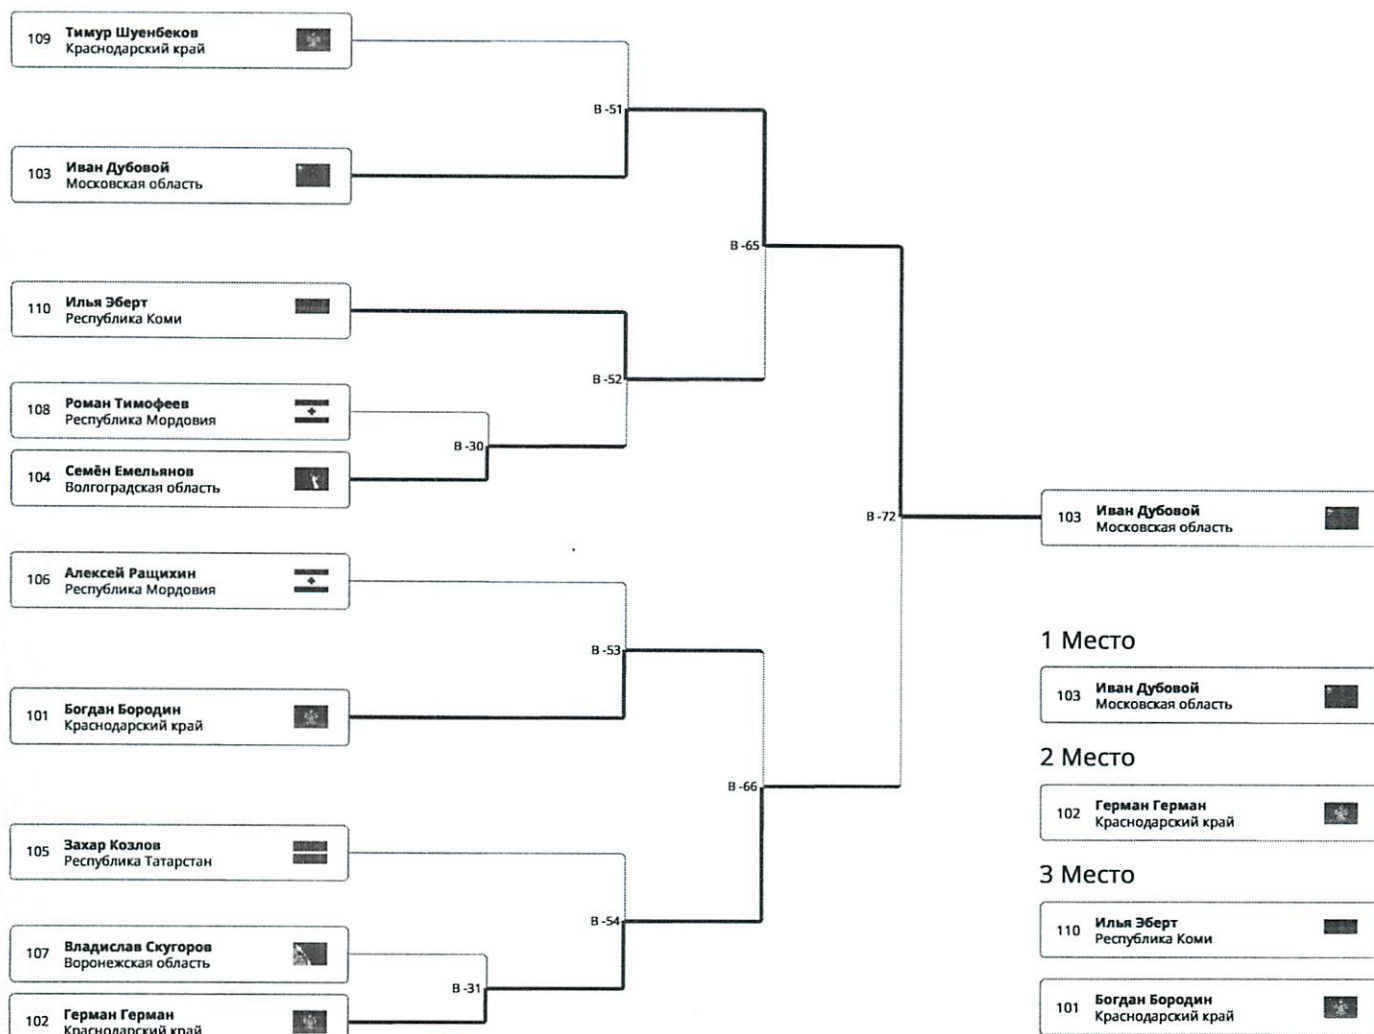 109 Тимур Шуенбеков
Краснодарский край
B -51
103 Иван Дубовой
Московская область
B -65
110 Илья Эберт
Республика Коми
B -52
108 Роман Тимофеев
Республика Мордовия
B -30
104 Семён Емельянов
Волгоградская область
B -72
103 Иван Дубовой
Московская область
106 Алексей Ращихин
Республика Мордовия
B -53
101 Богдан Бородин
Краснодарский край
B -66
105 Захар Козлов
Республика Татарстан
B -54
107 Владислав Скугоров
Воронежская область
B -31
102 Герман Герман
Краснодарский край
1 Место
103 Иван Дубовой
Московская область
2 Место
102 Герман Герман
Краснодарский край
3 Место
110 Илья Эберт
Республика Коми
101 Богдан Бородин
Краснодарский край